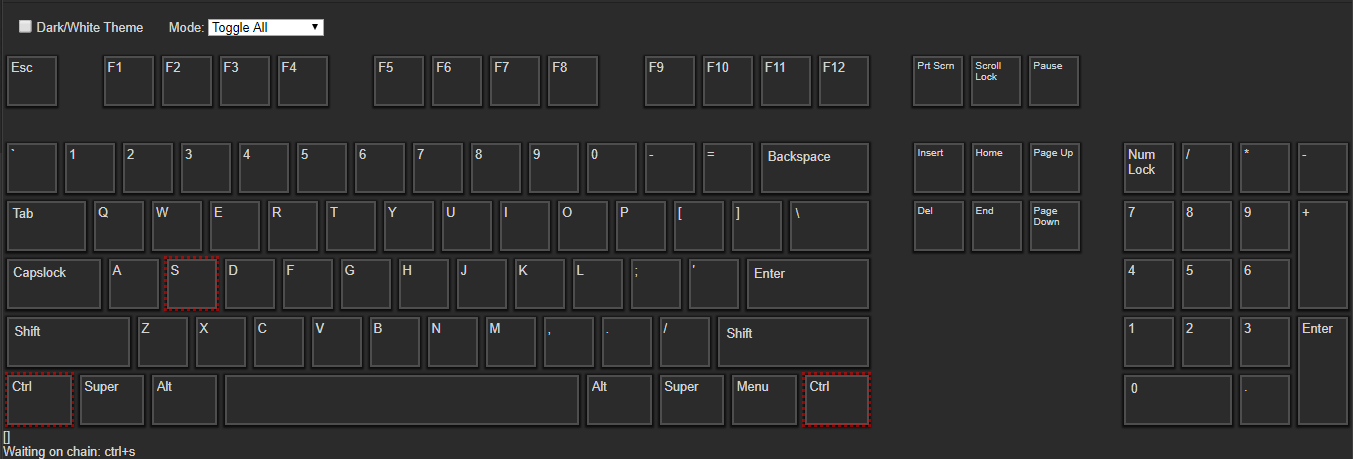 Dark/White Theme Mode: Toggle All
Esc F1 F2 F3 F4 F5 F6 F7 F8 F9 F10 F11 F12 Prt Scrn Scroll Lock Pause
` 1 2 3 4 5 6 7 8 9 0 - = Backspace Insert Home Page Up Num Lock / * -
Tab Q W E R T Y U I O P [ ] \ Del End Page Down 7 8 9 +
Capslock A S D F G H J K L ; ' Enter 4 5 6
Shift Z X C V B N M , . / Shift 1 2 3 Enter
Ctrl Super Alt Alt Super Menu Ctrl 0 .
[]
Waiting on chain: ctrl+s